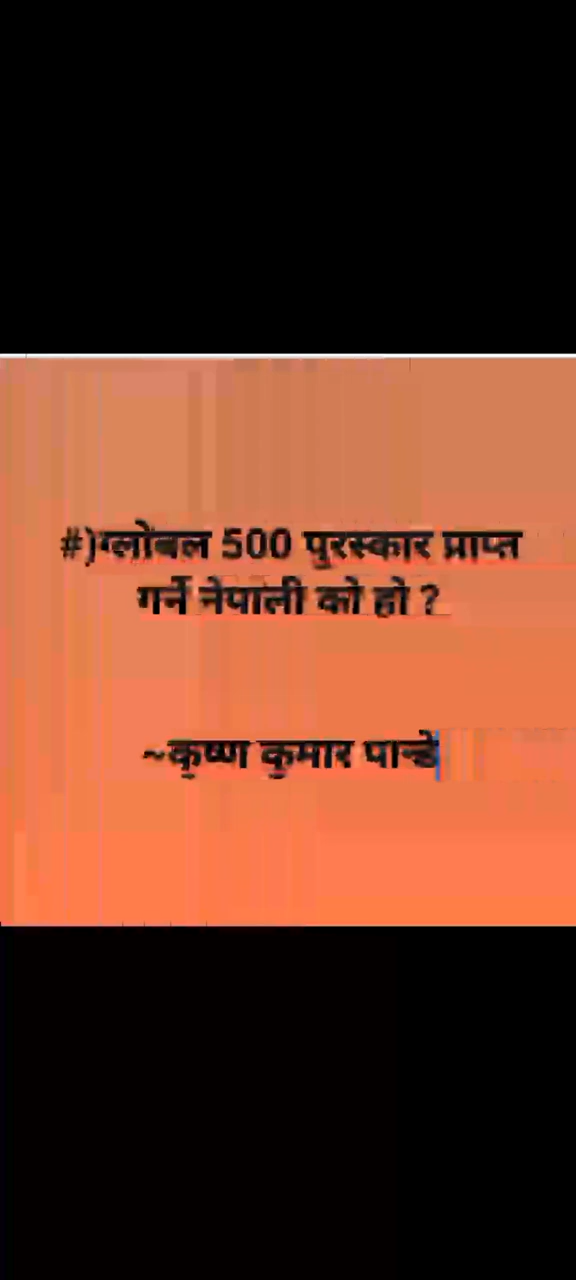 #)ग्लोबल 500 पुरस्कार प्राप्त
गर्ने नेपाली को हो ?
~कृष्ण कुमार पान्डे